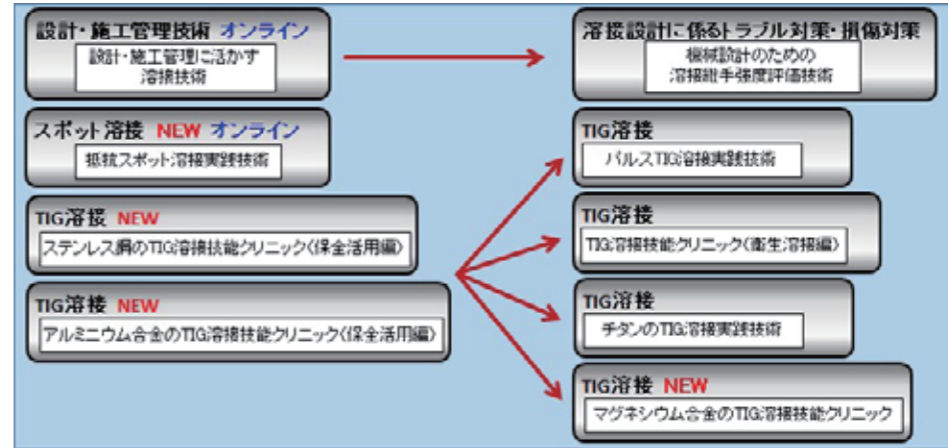 設計・施工管理技術 オンライン
設計・施工管理に活かす
溶接技術
スポット溶接 NEW オンライン
抵抗スポット溶接実践技術
TIG溶接 NEW
ステンレス鋼のTIG溶接技能クリニック(保全活用編)
TIG溶接 NEW
アルミニウム合金のTIG溶接技能クリニック(保全活用編)
溶接設計に係るトラブル対策・損傷対策
機械設計のための
溶接継手強度評価技術
TIG溶接
パルスTIG溶接実践技術
TIG溶接
TIG溶接技能クリニック(衛生溶接編)
TIG溶接
チタンのTIG溶接実践技術
TIG溶接 NEW
マグネシウム合金のTIG溶接技能クリニック